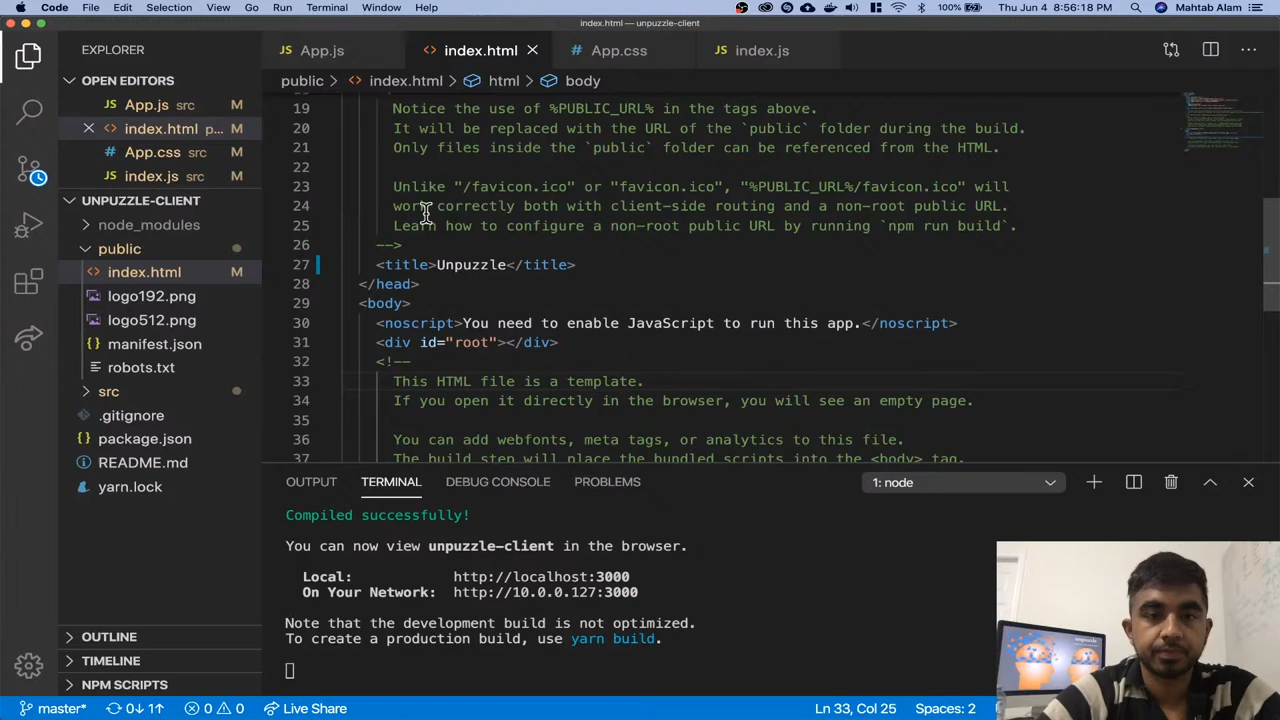 Code File Edit Selection View Go Run Terminal Window Help 100% Thu Jun 4 8:56:18 PM Mahtab Alam
index.html — unpuzzle-client
EXPLORER
App.js index.html App.css index.js
public > index.html > html > body
OPEN EDITORS
App.js src M
index.html p... M
App.css src M
index.js src M
UNPUZZLE-CLIENT
node_modules
public
index.html M
logo192.png
logo512.png
manifest.json
robots.txt
src
.gitignore
package.json
README.md
yarn.lock
OUTLINE
TIMELINE
NPM SCRIPTS
19 Notice the use of %PUBLIC_URL% in the tags above.
20 It will be replaced with the URL of the `public` folder during the build.
21 Only files inside the `public` folder can be referenced from the HTML.
22
23 Unlike "/favicon.ico" or "favicon.ico", "%PUBLIC_URL%/favicon.ico" will
24 work correctly both with client-side routing and a non-root public URL.
25 Learn how to configure a non-root public URL by running `npm run build`.
26 -->
27 <title>Unpuzzle</title>
28 </head>
29 <body>
30 <noscript>You need to enable JavaScript to run this app.</noscript>
31 <div id="root"></div>
32 <!--
33 This HTML file is a template.
34 If you open it directly in the browser, you will see an empty page.
35
36 You can add webfonts, meta tags, or analytics to this file.
37 The build step will place the bundled scripts into the <body> tag.
OUTPUT TERMINAL DEBUG CONSOLE PROBLEMS 1: node
Compiled successfully!
You can now view unpuzzle-client in the browser.
Local: http://localhost:3000
On Your Network: http://10.0.0.127:3000
Note that the development build is not optimized.
To create a production build, use yarn build.
master* 0↓ 1↑ 0 0 Live Share Ln 33, Col 25 Spaces: 2